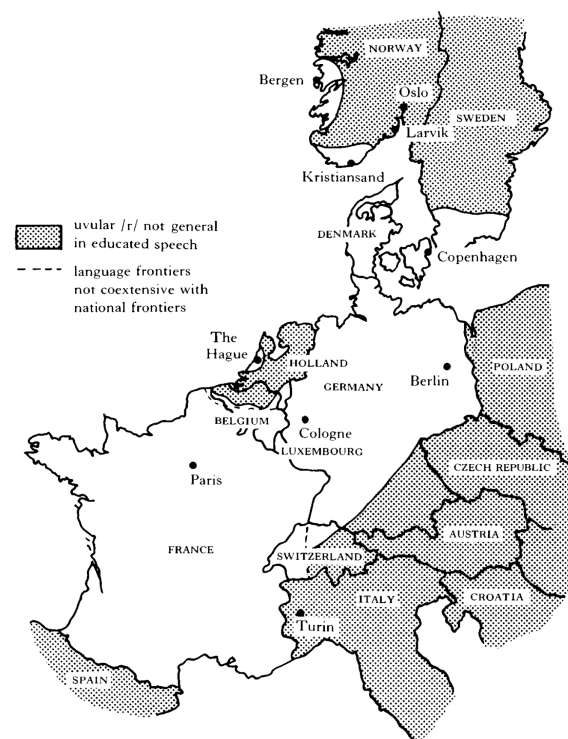 NORWAY
Bergen
Oslo
SWEDEN
Larvik
Kristiansand
uvular /r/ not general
in educated speech
DENMARK
Copenhagen
language frontiers
not coextensive with
national frontiers
The
Hague
HOLLAND
POLAND
GERMANY
Berlin
BELGIUM
Cologne
LUXEMBOURG
CZECH REPUBLIC
Paris
AUSTRIA
FRANCE
SWITZERLAND
ITALY
CROATIA
Turin
SPAIN